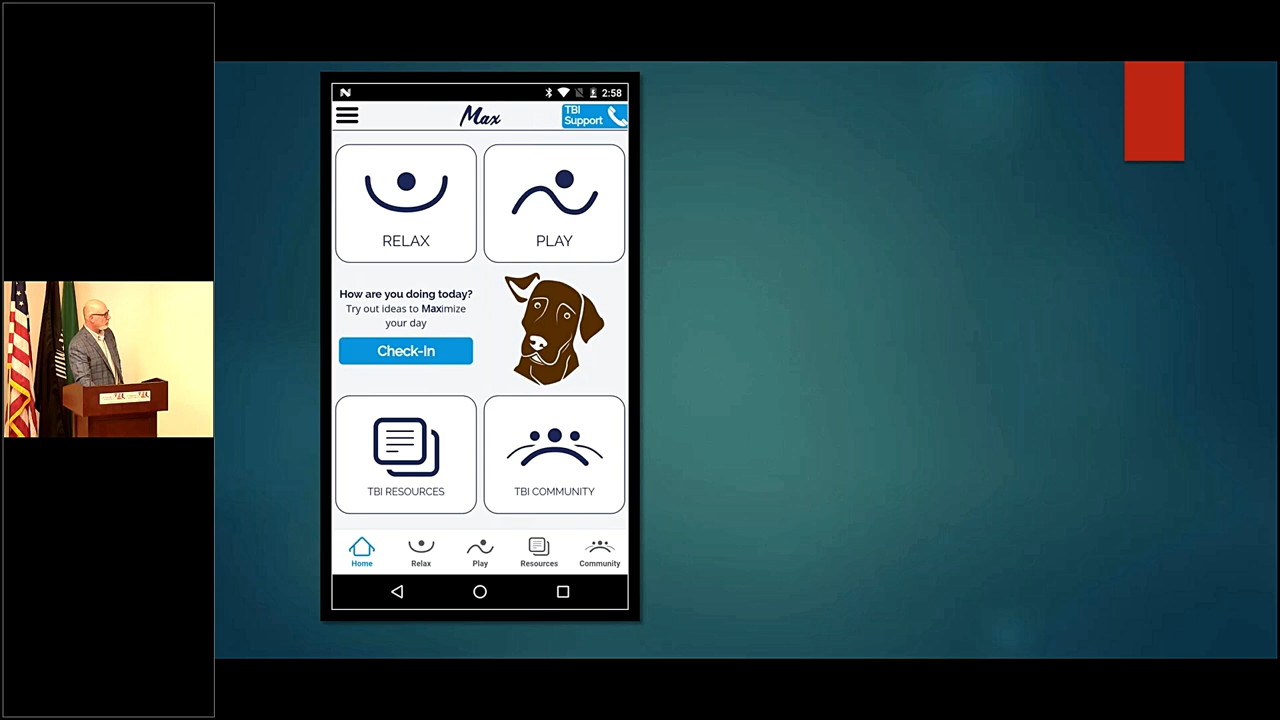 2:58
Max
TBI
Support
RELAX
PLAY
How are you doing today?
Try out ideas to Maximize
your day
Check-In
TBI RESOURCES
TBI COMMUNITY
Home
Relax
Play
Resources
Community